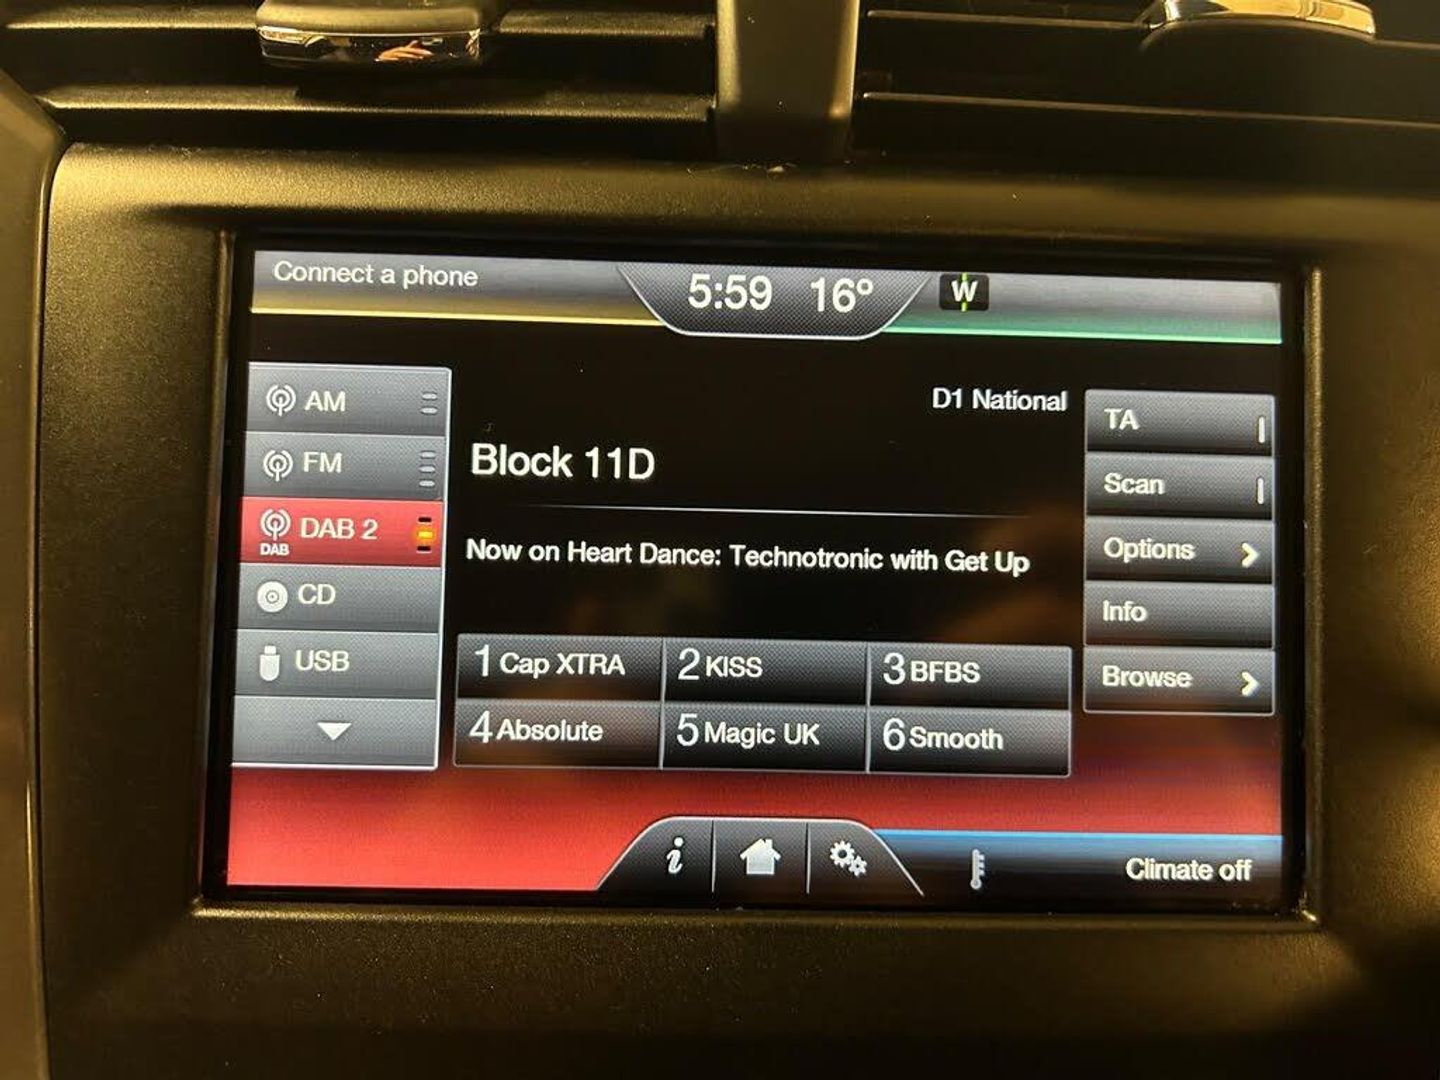 Connect a phone
5:59 16° W
AM
FM
DAB DAB 2
CD
USB
D1 National
Block 11D
Now on Heart Dance: Technotronic with Get Up
1 Cap XTRA 2 KISS 3 BFBS
4 Absolute 5 Magic UK 6 Smooth
TA
Scan
Options
Info
Browse
i
Climate off